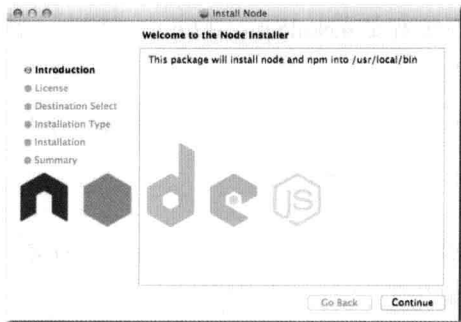 Install Node
Welcome to the Node Installer
This package will install node and npm into /usr/local/bin
Introduction
License
Destination Select
Installation Type
Installation
Summary
node
JS
Go Back
Continue